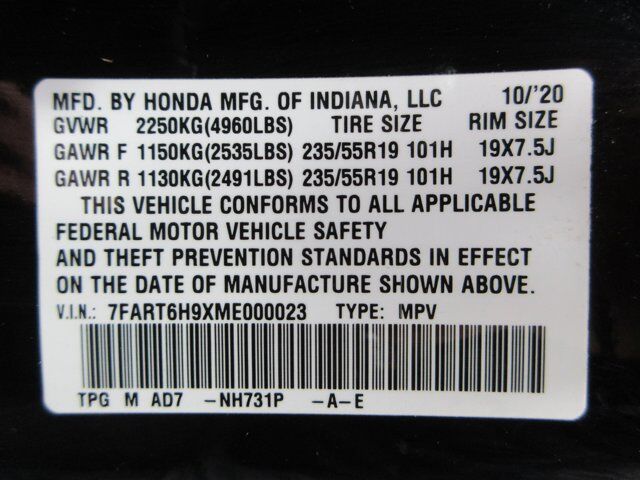 MFD. BY HONDA MFG. OF INDIANA, LLC 10/'20
GVWR 2250KG(4960LBS) TIRE SIZE RIM SIZE
GAWR F 1150KG(2535LBS) 235/55R19 101H 19X7.5J
GAWR R 1130KG(2491LBS) 235/55R19 101H 19X7.5J
THIS VEHICLE CONFORMS TO ALL APPLICABLE
FEDERAL MOTOR VEHICLE SAFETY
AND THEFT PREVENTION STANDARDS IN EFFECT
ON THE DATE OF MANUFACTURE SHOWN ABOVE.
V.I.N.: 7FART6H9XME000023 TYPE: MPV
TPG M AD7 -NH731P -A-E